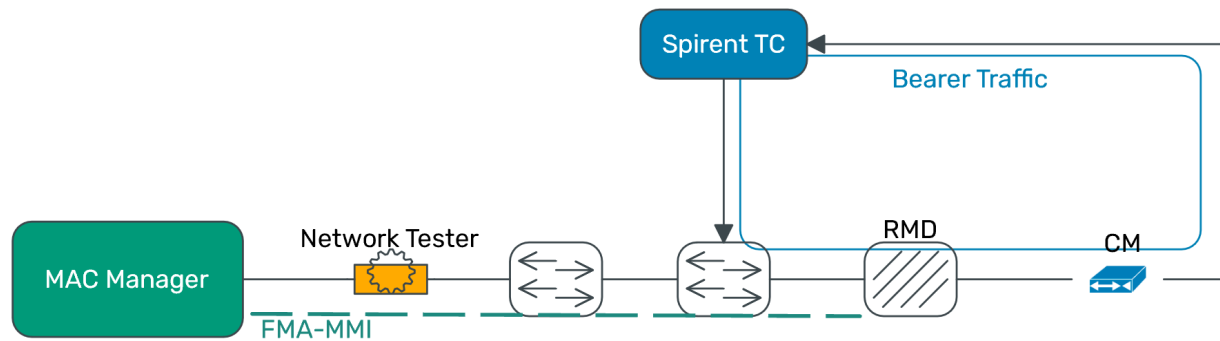 Spirent TC
Bearer Traffic
Network Tester
RMD
CM
MAC Manager
FMA-MMI